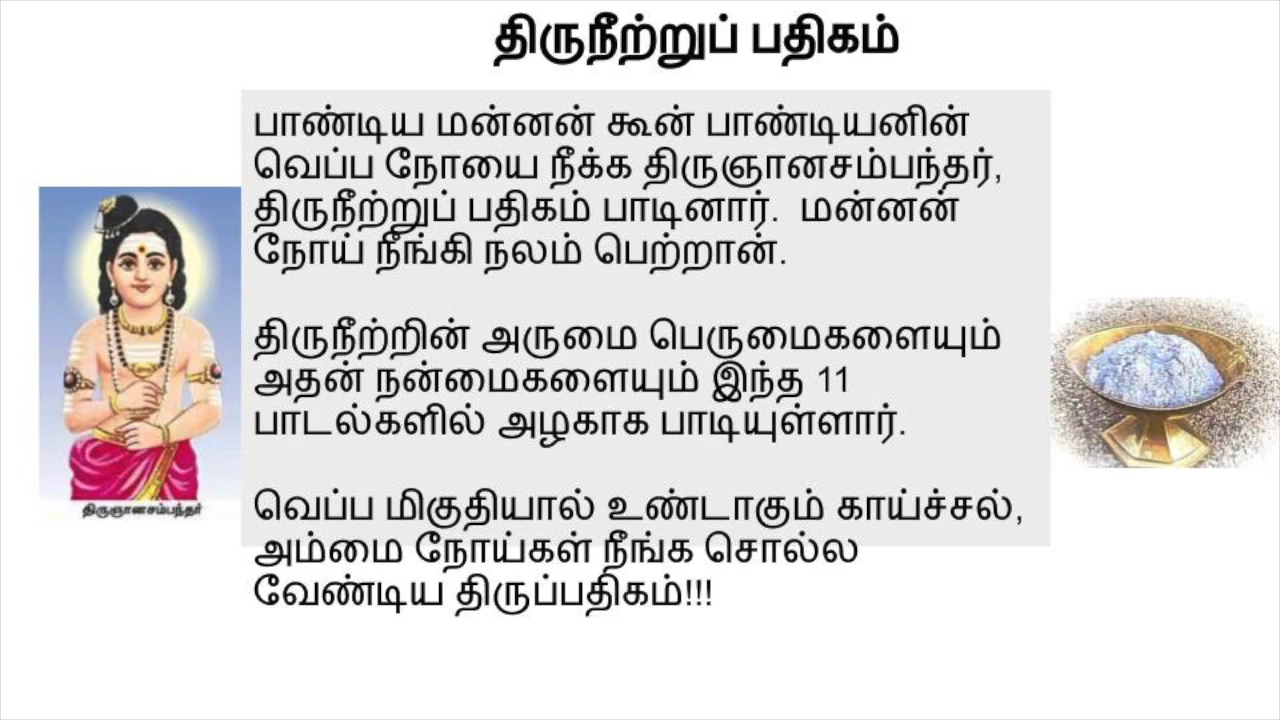 திருநீற்றுப் பதிகம்
பாண்டிய மன்னன் கூன் பாண்டியனின்
வெப்ப நோயை நீக்க திருஞானசம்பந்தர்,
திருநீற்றுப் பதிகம் பாடினார். மன்னன்
நோய் நீங்கி நலம் பெற்றான்.
திருநீற்றின் அருமை பெருமைகளையும்
அதன் நன்மைகளையும் இந்த 11
பாடல்களில் அழகாக பாடியுள்ளார்.
வெப்ப மிகுதியால் உண்டாகும் காய்ச்சல்,
அம்மை நோய்கள் நீங்க சொல்ல
வேண்டிய திருப்பதிகம்!!!
திருஞானசம்பந்தர்